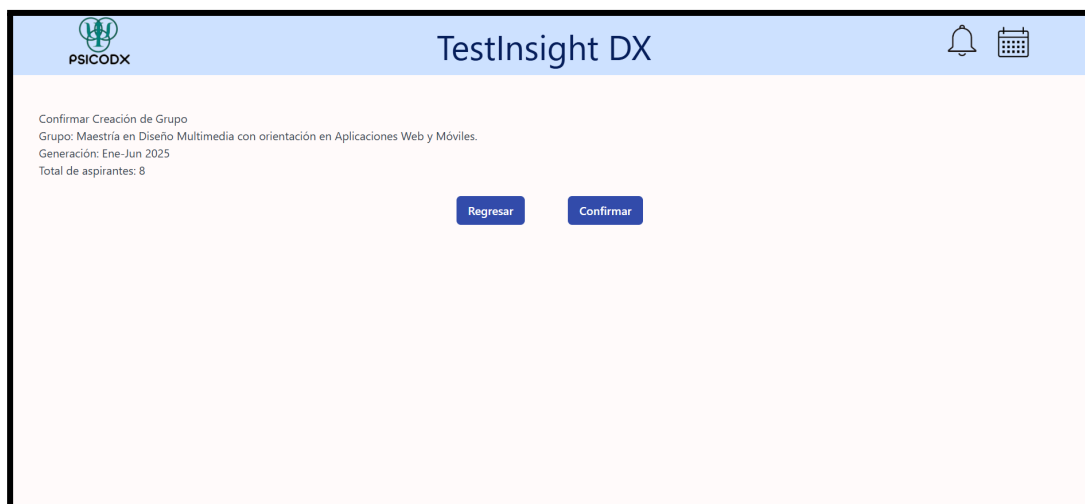 PSICODX
TestInsight DX
Confirmar Creación de Grupo
Grupo: Maestría en Diseño Multimedia con orientación en Aplicaciones Web y Móviles.
Generación: Ene-Jun 2025
Total de aspirantes: 8
Regresar
Confirmar